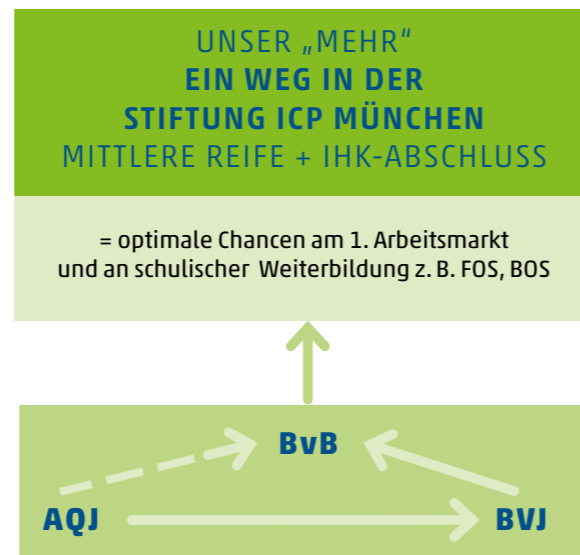 UNSER „MEHR“
EIN WEG IN DER
STIFTUNG ICP MÜNCHEN
MITTLERE REIFE + IHK-ABSCHLUSS
= optimale Chancen am 1. Arbeitsmarkt
und an schulischer Weiterbildung z. B. FOS, BOS
BvB
AQJ BVJ